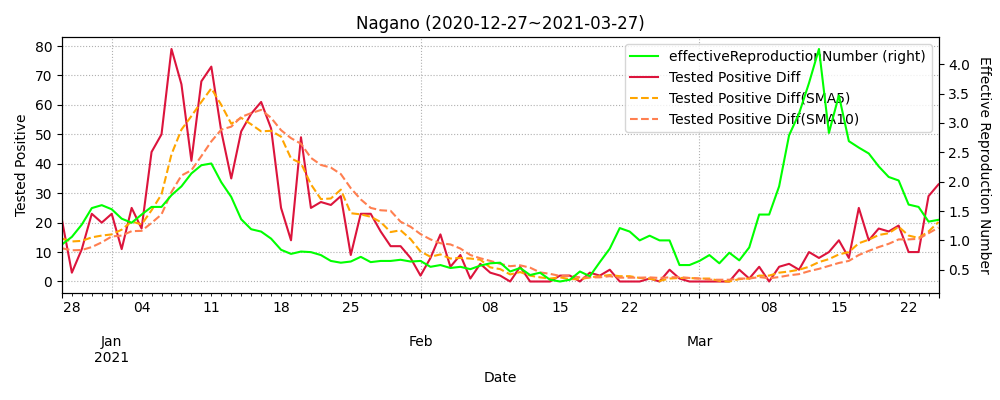 Nagano (2020-12-27~2021-03-27)
effectiveReproductionNumber (right)
Tested Positive Diff
Tested Positive Diff(SMA5)
Tested Positive Diff(SMA10)
Tested Positive
80
70
60
50
40
30
20
10
0
4.0
3.5
3.0
2.5
2.0
1.5
1.0
0.5
Effective Reproduction Number
28 04 11 18 25 08 15 22 08 15 22
Jan Feb Mar
2021
Date